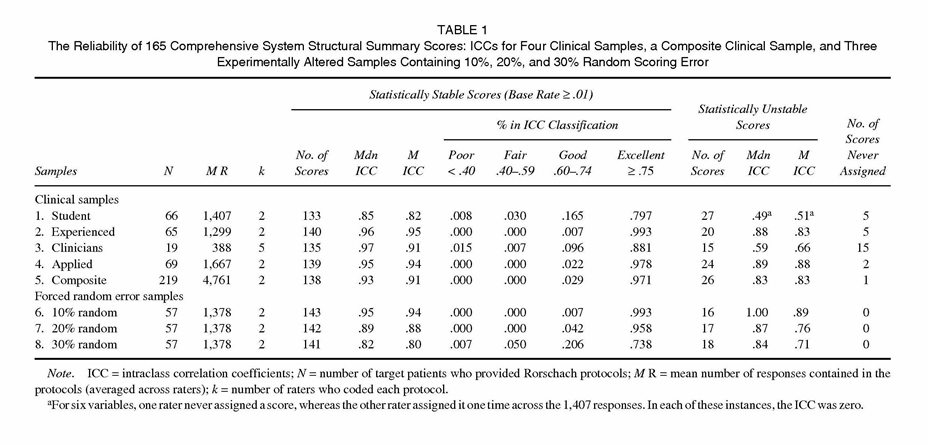 TABLE 1
The Reliability of 165 Comprehensive System Structural Summary Scores: ICCs for Four Clinical Samples, a Composite Clinical Sample, and Three
Experimentally Altered Samples Containing 10%, 20%, and 30% Random Scoring Error
Statistically Stable Scores (Base Rate ≥ .01)
Statistically Unstable
Scores
No. of
Scores
Never
Assigned
% in ICC Classification
Samples N M R k No. of Scores Mdn ICC M ICC Poor < .40 Fair .40–.59 Good .60–.74 Excellent ≥ .75 No. of Scores Mdn ICC M ICC
Clinical samples
1. Student 66 1,407 2 133 .85 .82 .008 .030 .165 .797 27 .49a .51a 5
2. Experienced 65 1,299 2 140 .96 .95 .000 .000 .007 .993 20 .88 .83 5
3. Clinicians 19 388 5 135 .97 .91 .015 .007 .096 .881 15 .59 .66 15
4. Applied 69 1,667 2 139 .95 .94 .000 .000 .022 .978 24 .89 .88 2
5. Composite 219 4,761 2 138 .93 .91 .000 .000 .029 .971 26 .83 .83 1
Forced random error samples
6. 10% random 57 1,378 2 143 .95 .94 .000 .000 .007 .993 16 1.00 .89 0
7. 20% random 57 1,378 2 142 .89 .88 .000 .000 .042 .958 17 .87 .76 0
8. 30% random 57 1,378 2 141 .82 .80 .007 .050 .206 .738 18 .84 .71 0
Note. ICC = intraclass correlation coefficients; N = number of target patients who provided Rorschach protocols; M R = mean number of responses contained in the
protocols (averaged across raters); k = number of raters who coded each protocol.
aFor six variables, one rater never assigned a score, whereas the other rater assigned it one time across the 1,407 responses. In each of these instances, the ICC was zero.